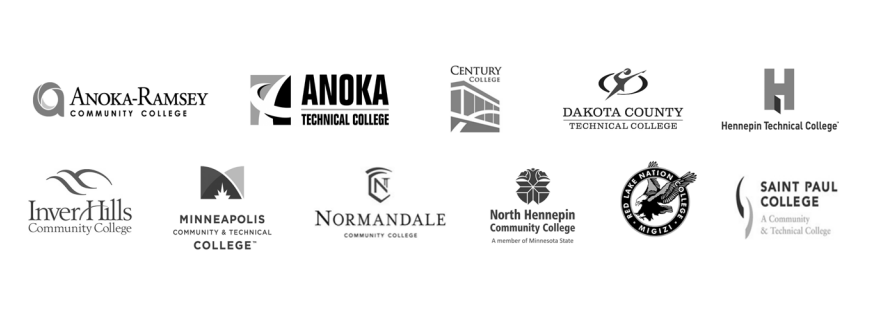 ANOKA-RAMSEY
COMMUNITY COLLEGE
ANOKA
TECHNICAL COLLEGE
CENTURY
COLLEGE
DAKOTA COUNTY
TECHNICAL COLLEGE
H
Hennepin Technical College
Inver Hills
Community College
MINNEAPOLIS
COMMUNITY & TECHNICAL
COLLEGE™
N
NORMANDALE
COMMUNITY COLLEGE
North Hennepin
Community College
A member of Minnesota State
RED LAKE NATION COLLEGE
MIGIZI
SAINT PAUL
COLLEGE
A Community
& Technical College